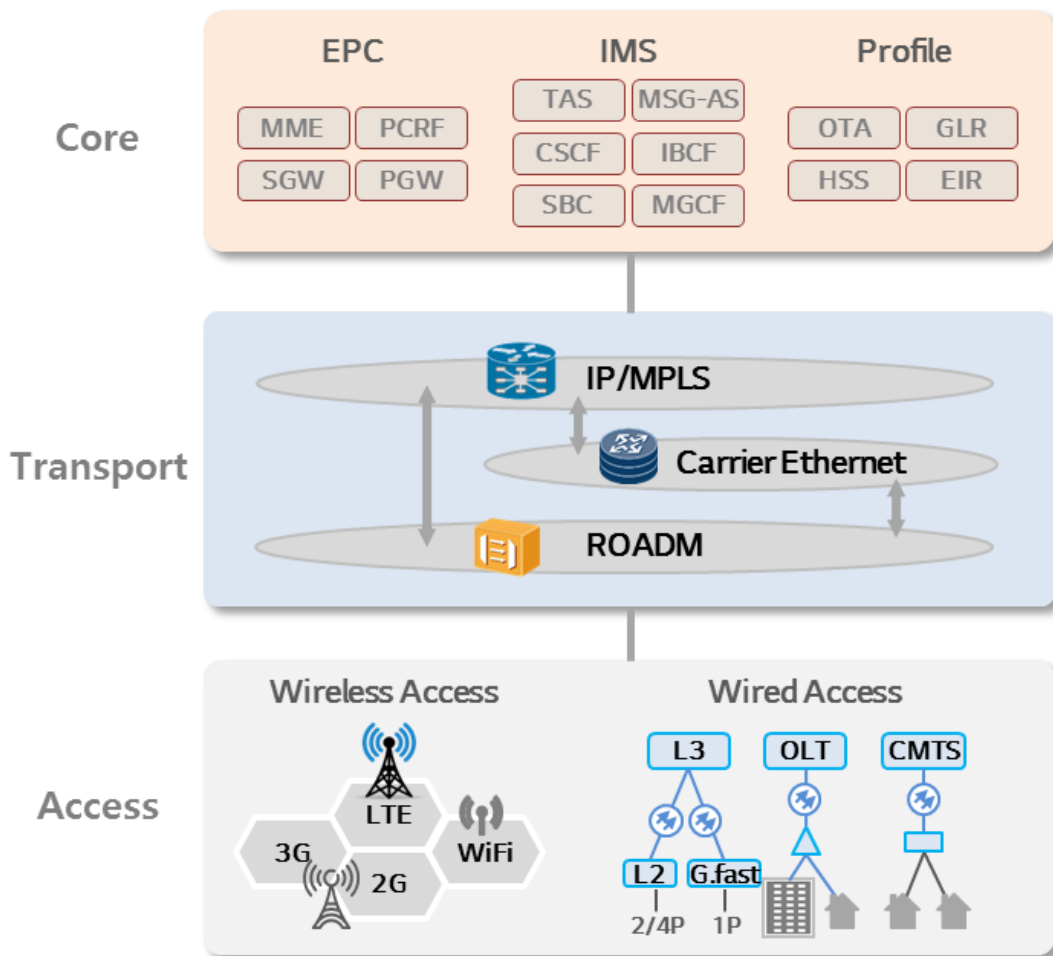 Core
EPC
MME PCRF
SGW PGW
IMS
TAS MSG-AS
CSCF IBCF
SBC MGCF
Profile
OTA GLR
HSS EIR
Transport
IP/MPLS
Carrier Ethernet
ROADM
Access
Wireless Access
LTE
3G
WiFi
2G
Wired Access
L3 OLT CMTS
L2 G.fast
2/4P 1P